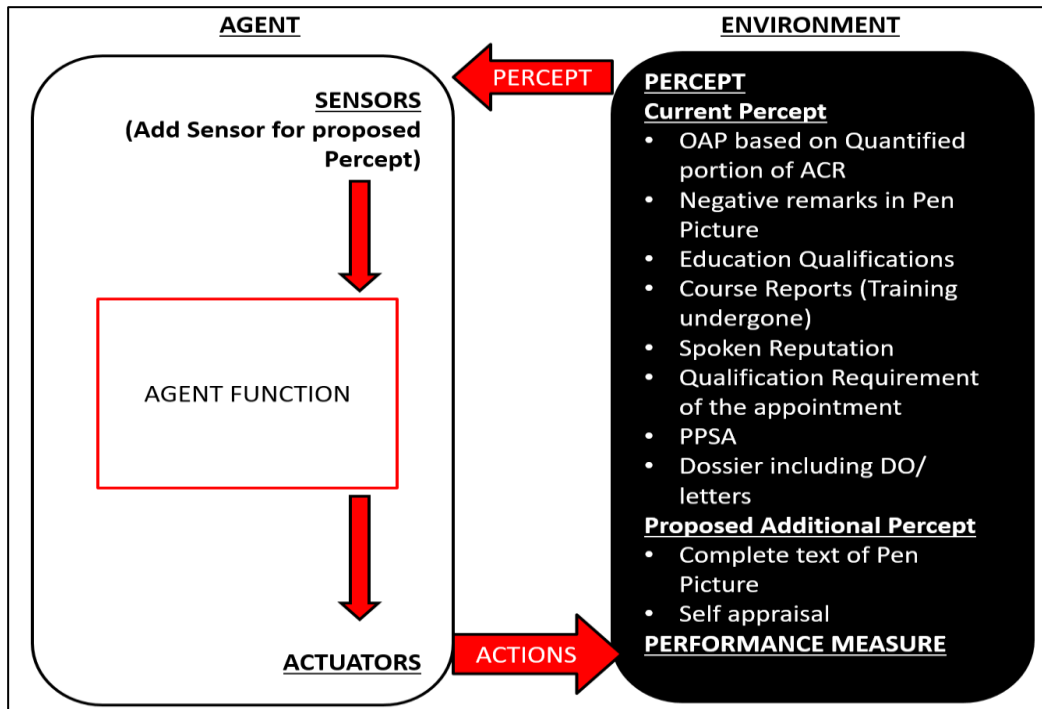 AGENT
SENSORS
(Add Sensor for proposed
Percept)
AGENT FUNCTION
ACTUATORS
PERCEPT
ACTIONS
ENVIRONMENT
PERCEPT
Current Percept
• OAP based on Quantified
portion of ACR
• Negative remarks in Pen
Picture
• Education Qualifications
• Course Reports (Training
undergone)
• Spoken Reputation
• Qualification Requirement
of the appointment
• PPSA
• Dossier including DO/
letters
Proposed Additional Percept
• Complete text of Pen
Picture
• Self appraisal
PERFORMANCE MEASURE